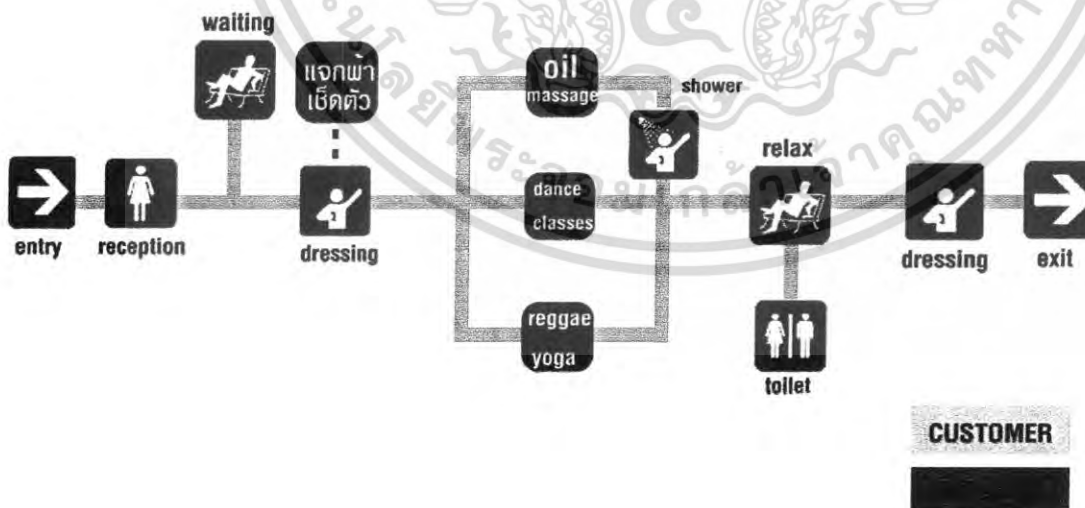 waiting
แจกผ้า
เช็ดตัว
oil
massage
shower
relax
dance
classes
entry
reception
dressing
dressing
exit
reggae
yoga
toilet
CUSTOMER